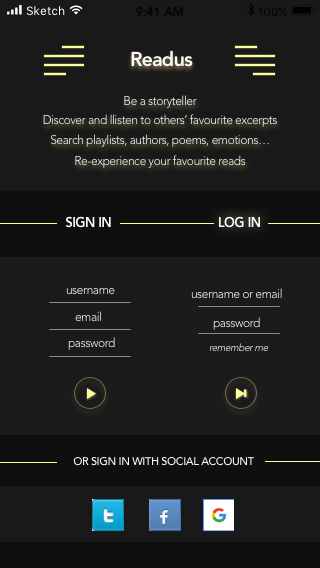 Sketch 9:41 AM 100%
Readus
Be a storyteller
Discover and llisten to others' favourite excerpts
Search playlists, authors, poems, emotions...
Re-experience your favourite reads
SIGN IN LOG IN
username
email
password
username or email
password
remember me
OR SIGN IN WITH SOCIAL ACCOUNT
t f G